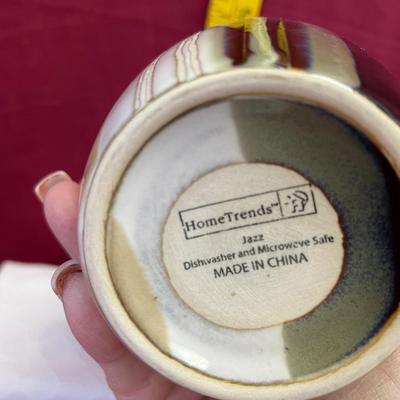 HomeTrends™
Jazz
Dishwasher and Microwave Safe
MADE IN CHINA